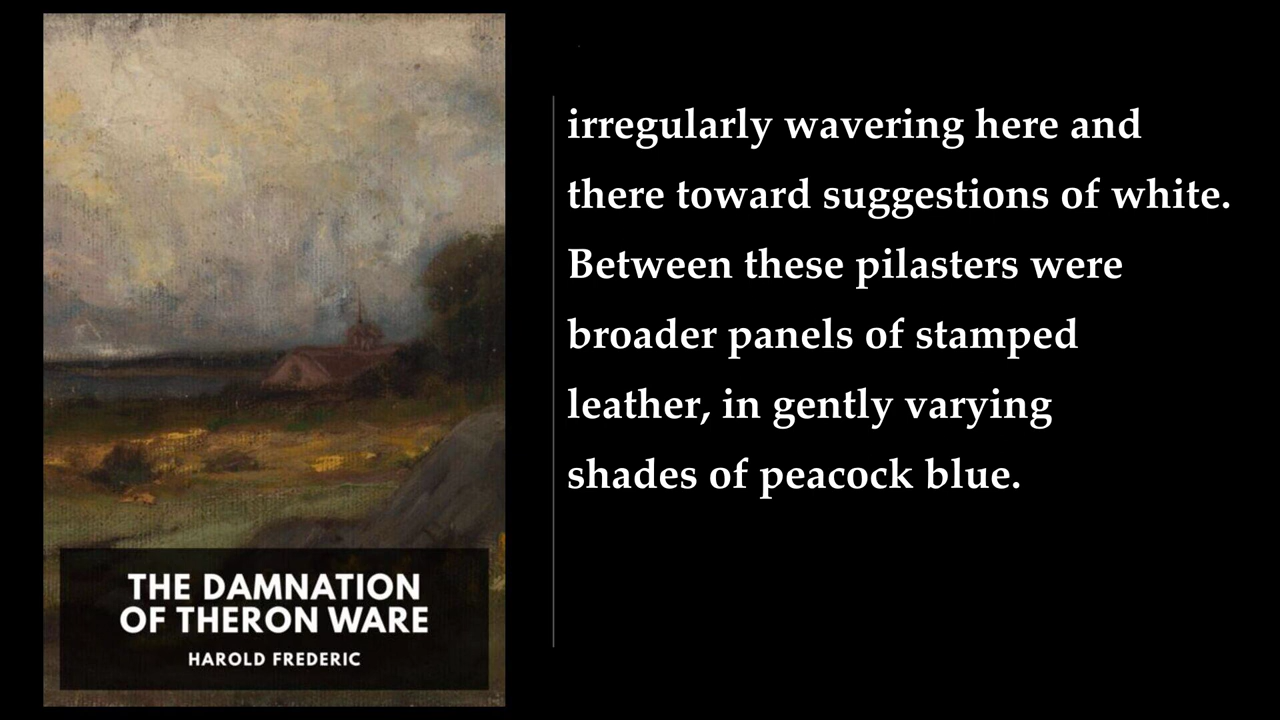 THE DAMNATION
OF THERON WARE
HAROLD FREDERIC
irregularly wavering here and
there toward suggestions of white.
Between these pilasters were
broader panels of stamped
leather, in gently varying
shades of peacock blue.